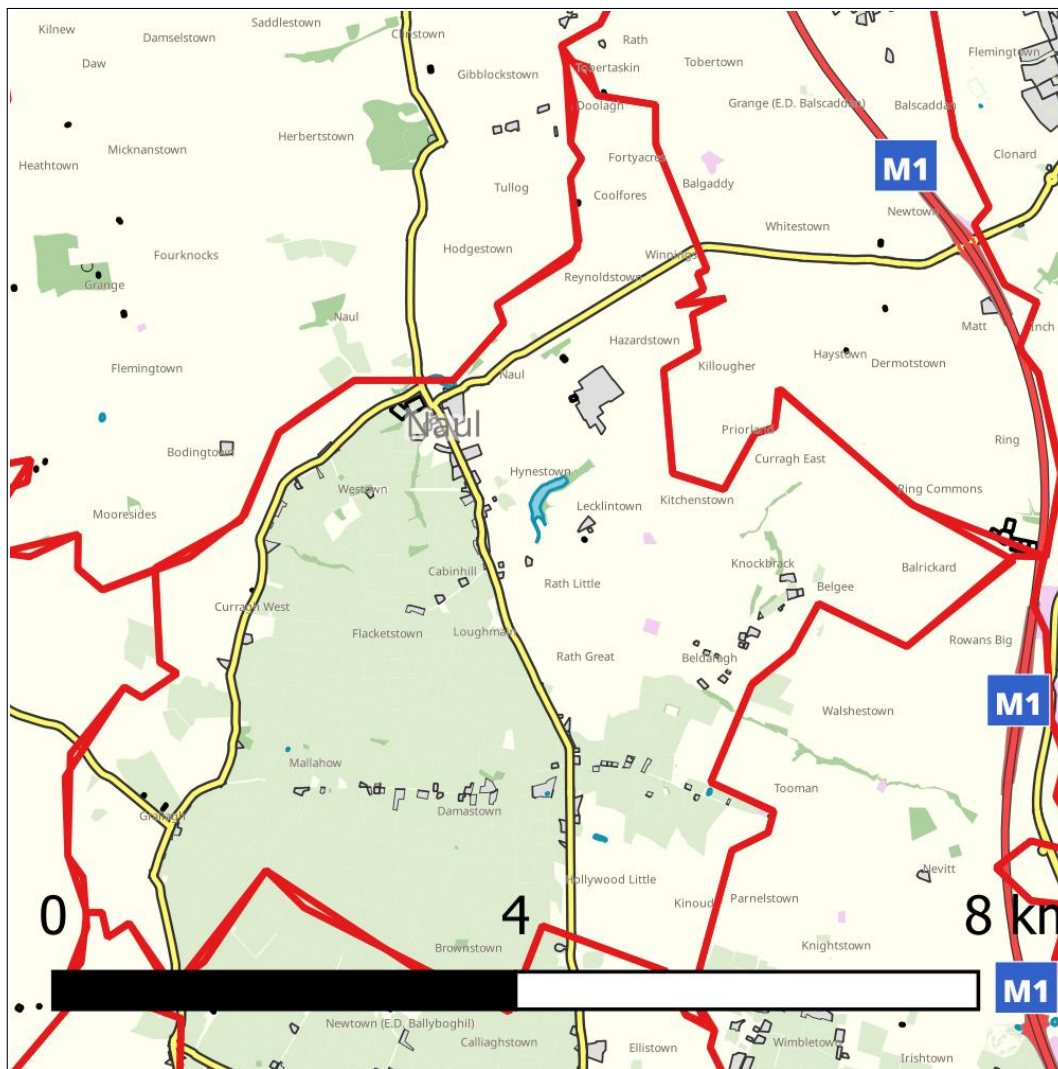 Saddlestown
Kilnew
Damselstown
Clinstown
Rath
Flemingtown
Daw
Gibblockstown
Tobertaskin
Tobertown
Doolagh
Grange (E.D. Balscaddan)
Balscaddan
Herbertstown
Micknanstown
Heathtown
Fortyacres
M1
Clonard
Tullog
Coolfores
Balgaddy
Newtown
Whitestown
Hodgestown
Fourknocks
Winnings
Reynoldstown
Grange
Naul
Matt
Inch
Hazardstown
Haystown
Dermotstown
Flemingtown
Naul
Killougher
Naul
Priorland
Ring
Bodingtown
Curragh East
Hynestown
Westown
Ring Commons
Kitchenstown
Lecklintown
Mooresides
Knockbrack
Balrickard
Cabinhill
Rath Little
Belgee
Curragh West
Flacketstown
Loughmain
Rowans Big
Rath Great
Beldaragh
M1
Walshestown
Mallahow
Tooman
Damastown
Nevitt
Hollywood Little
Kinoud
Parnelstown
0
4
8 km
Brownstown
Knightstown
M1
Newtown (E.D. Ballyboghil)
Calliaghstown
Ellistown
Wimbletown
Irishtown